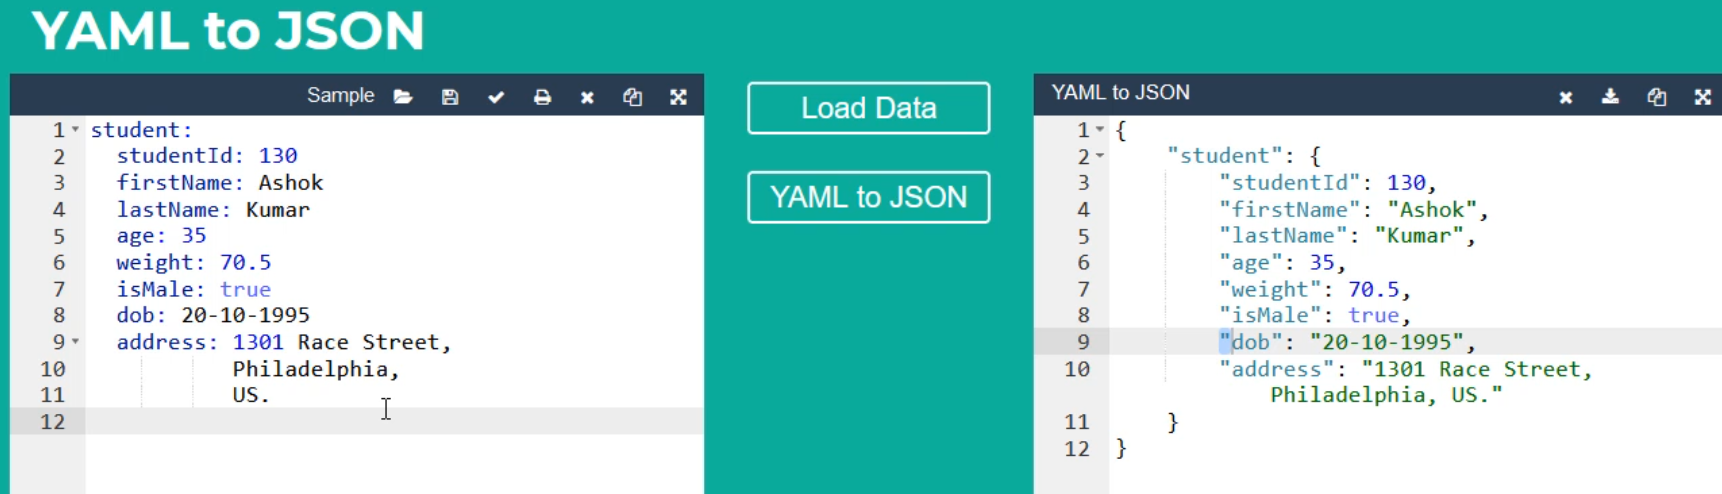 YAML to JSON
Sample
1 student:
2   studentId: 130
3   firstName: Ashok
4   lastName: Kumar
5   age: 35
6   weight: 70.5
7   isMale: true
8   dob: 20-10-1995
9   address: 1301 Race Street,
10           Philadelphia,
11           US.
12
Load Data
YAML to JSON
YAML to JSON
1 {
2     "student": {
3         "studentId": 130,
4         "firstName": "Ashok",
5         "lastName": "Kumar",
6         "age": 35,
7         "weight": 70.5,
8         "isMale": true,
9         "dob": "20-10-1995",
10         "address": "1301 Race Street,
            Philadelphia, US."
11     }
12 }